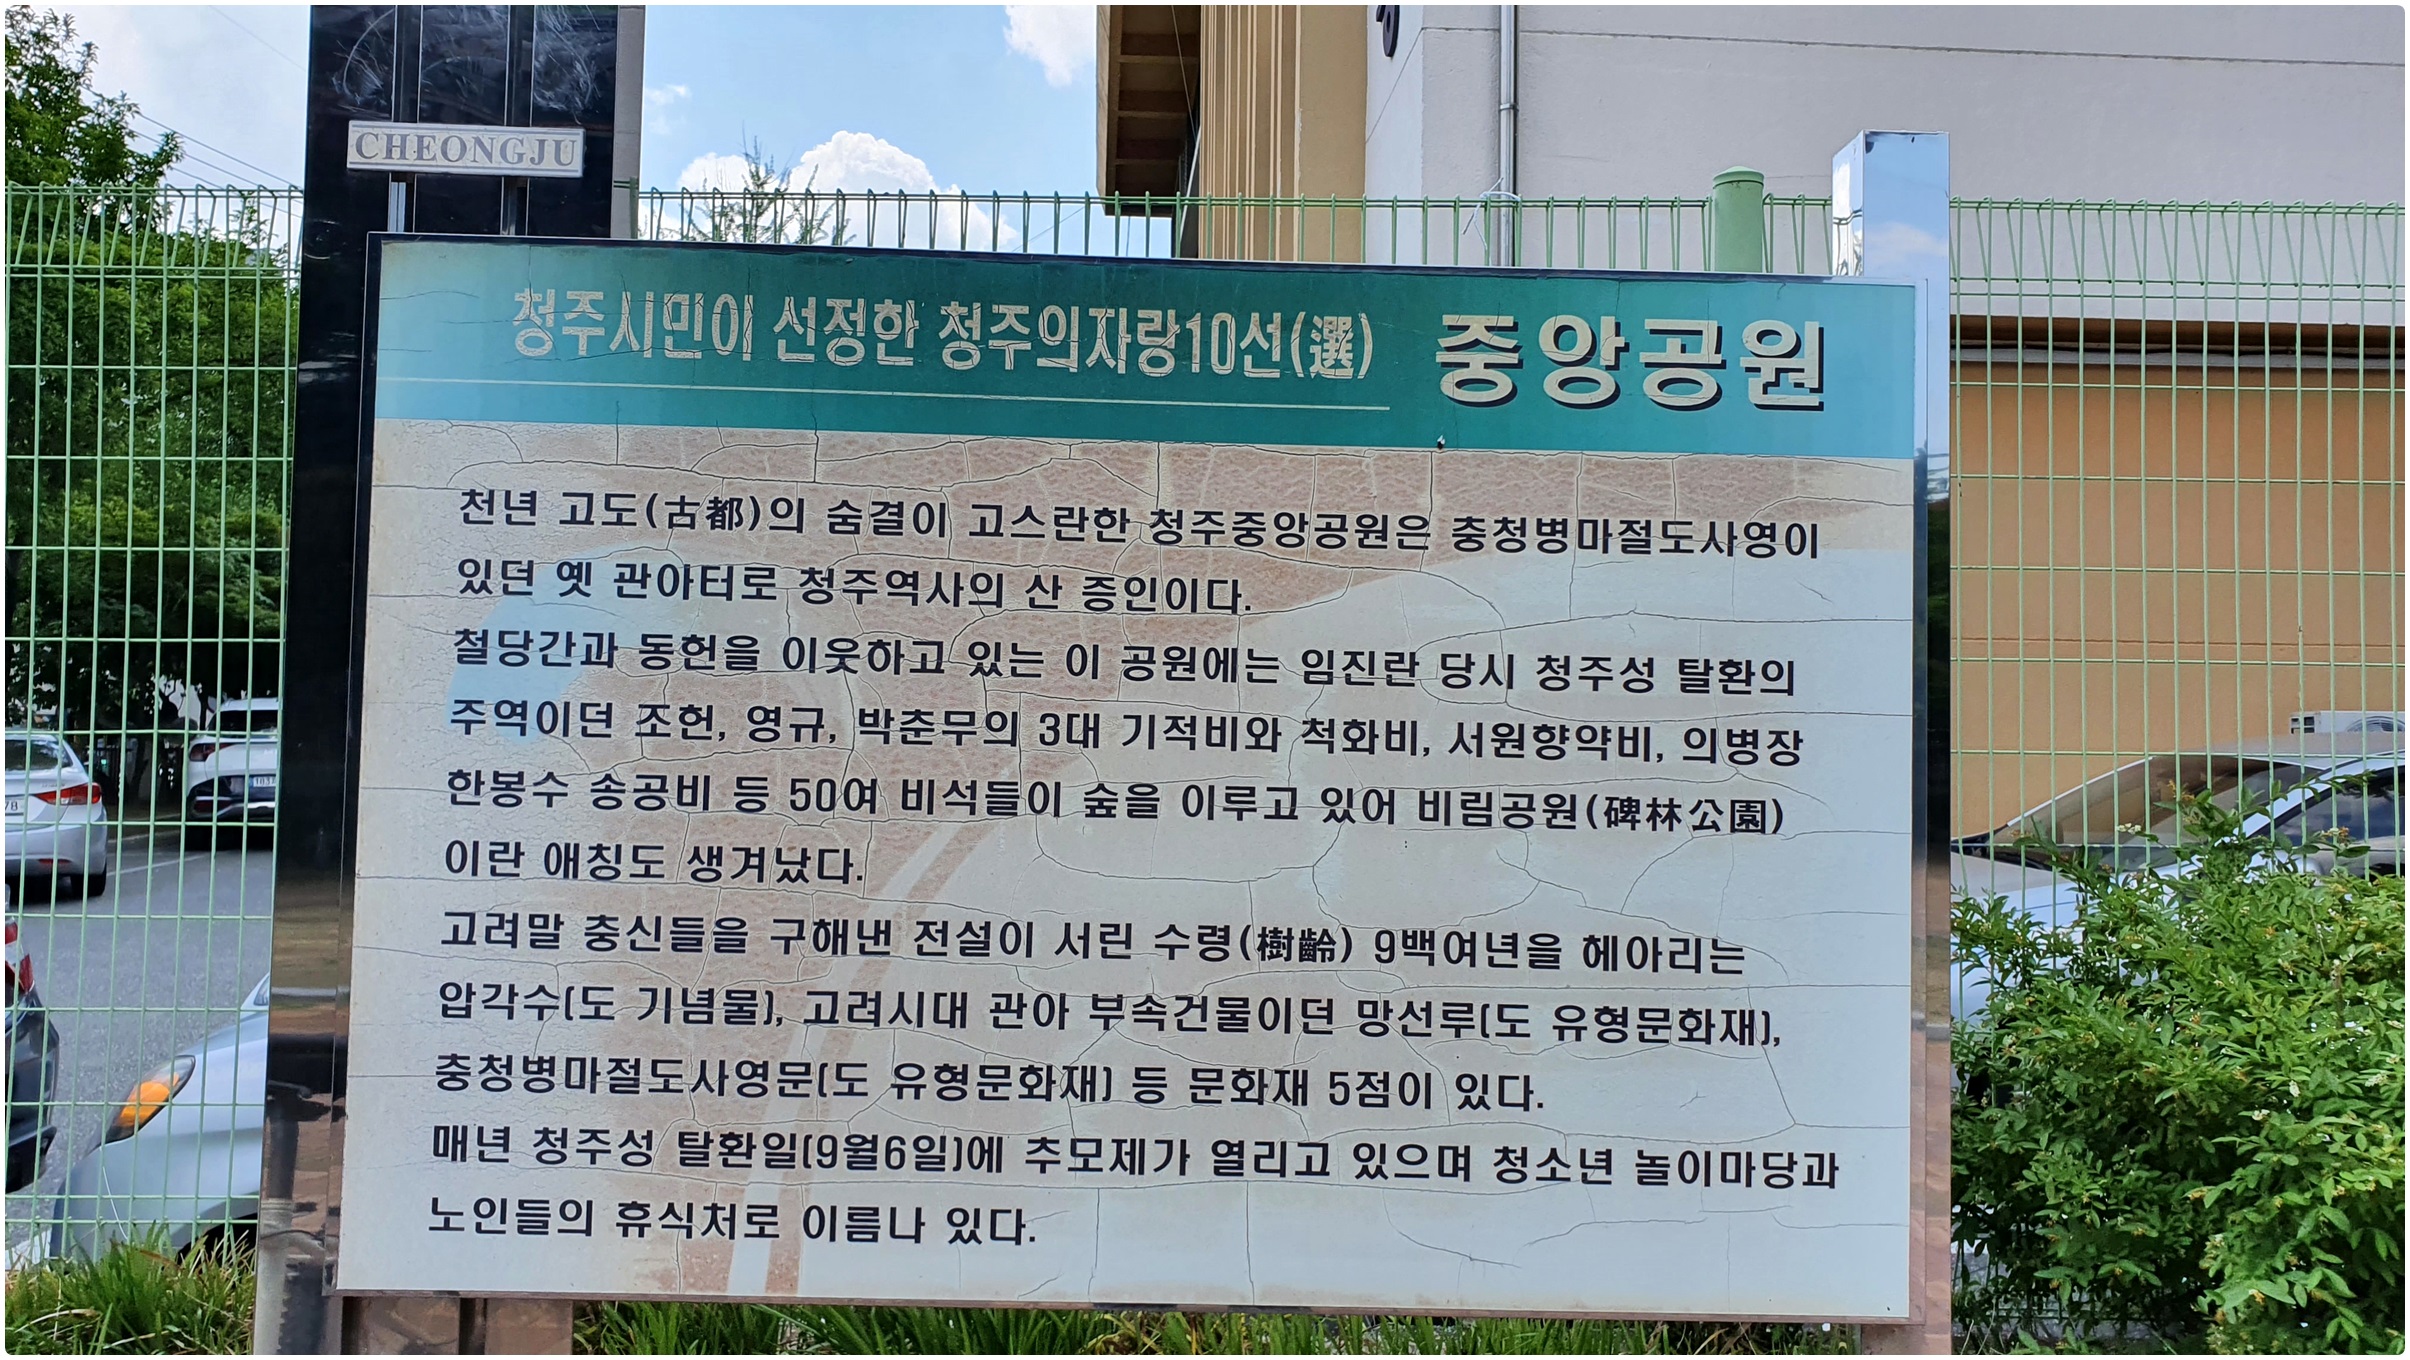 CHEONGJU
청주시민이 선정한 청주의자랑10선(選) 중앙공원
천년 고도(古都)의 숨결이 고스란한 청주중앙공원은 충청병마절도사영이
있던 옛 관아터로 청주역사의 산 증인이다.
철당간과 동헌을 이웃하고 있는 이 공원에는 임진란 당시 청주성 탈환의
주역이던 조헌, 영규, 박춘무의 3대 기적비와 척화비, 서원향약비, 의병장
한봉수 송공비 등 50여 비석들이 숲을 이루고 있어 비림공원(碑林公園)
이란 애칭도 생겨났다.
고려말 충신들을 구해낸 전설이 서린 수령(樹齡) 9백여년을 헤아리는
압각수(도 기념물), 고려시대 관아 부속건물이던 망선루(도 유형문화재),
충청병마절도사영문(도 유형문화재) 등 문화재 5점이 있다.
매년 청주성 탈환일(9월6일)에 추모제가 열리고 있으며 청소년 놀이마당과
노인들의 휴식처로 이름나 있다.